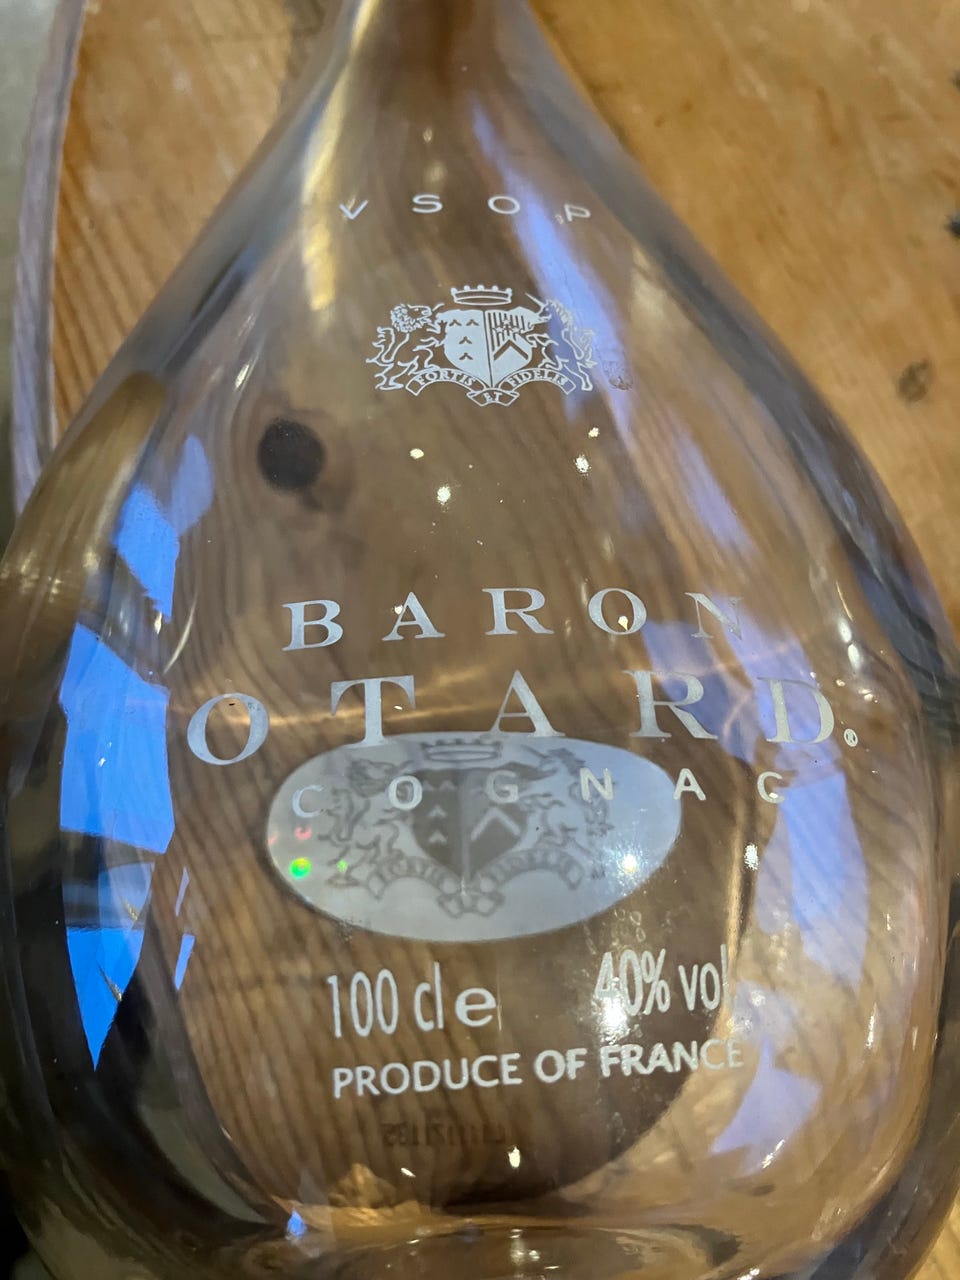 VSOP
FORTIS ET FIDELIS
BARON
OTARD®
COGNAC
100 cl e 40% vol
PRODUCE OF FRANCE